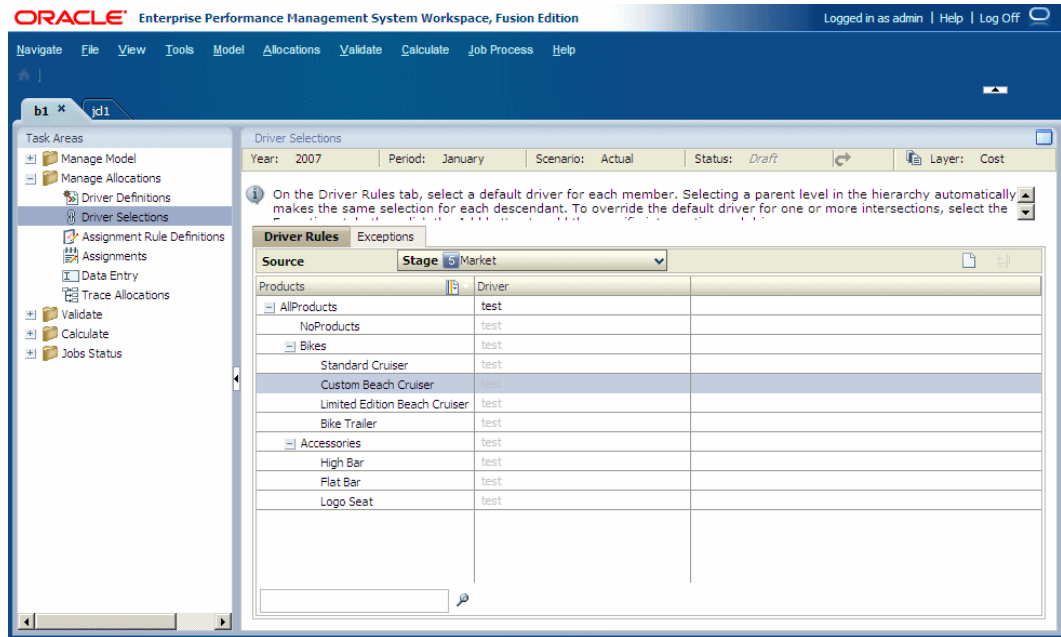 ORACLE Enterprise Performance Management System Workspace, Fusion Edition
Logged in as admin | Help | Log Off
Navigate File View Tools Model Allocations Validate Calculate Job Process Help
b1 jd1
Task Areas
Manage Model
Manage Allocations
Driver Definitions
Driver Selections
Assignment Rule Definitions
Assignments
Data Entry
Trace Allocations
Validate
Calculate
Jobs Status
Driver Selections
Year: 2007 Period: January Scenario: Actual Status: Draft Layer: Cost
On the Driver Rules tab, select a default driver for each member. Selecting a parent level in the hierarchy automatically
makes the same selection for each descendant. To override the default driver for one or more intersections, select the
Driver Rules Exceptions
Source Stage 5 Market
Products Driver
AllProducts test
NoProducts test
Bikes test
Standard Cruiser test
Custom Beach Cruiser test
Limited Edition Beach Cruiser test
Bike Trailer test
Accessories test
High Bar test
Flat Bar test
Logo Seat test